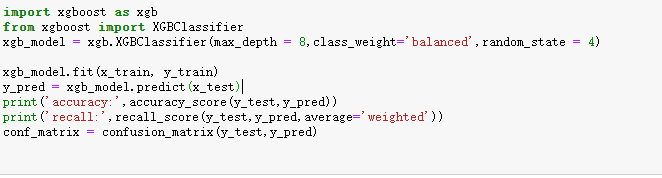 import xgboost as xgb
from xgboost import XGBClassifier
xgb_model = xgb.XGBClassifier(max_depth = 8,class_weight='balanced',random_state = 4)
xgb_model.fit(x_train, y_train)
y_pred = xgb_model.predict(x_test)
print('accuracy:',accuracy_score(y_test,y_pred))
print('recall:',recall_score(y_test,y_pred,average='weighted'))
conf_matrix = confusion_matrix(y_test,y_pred)